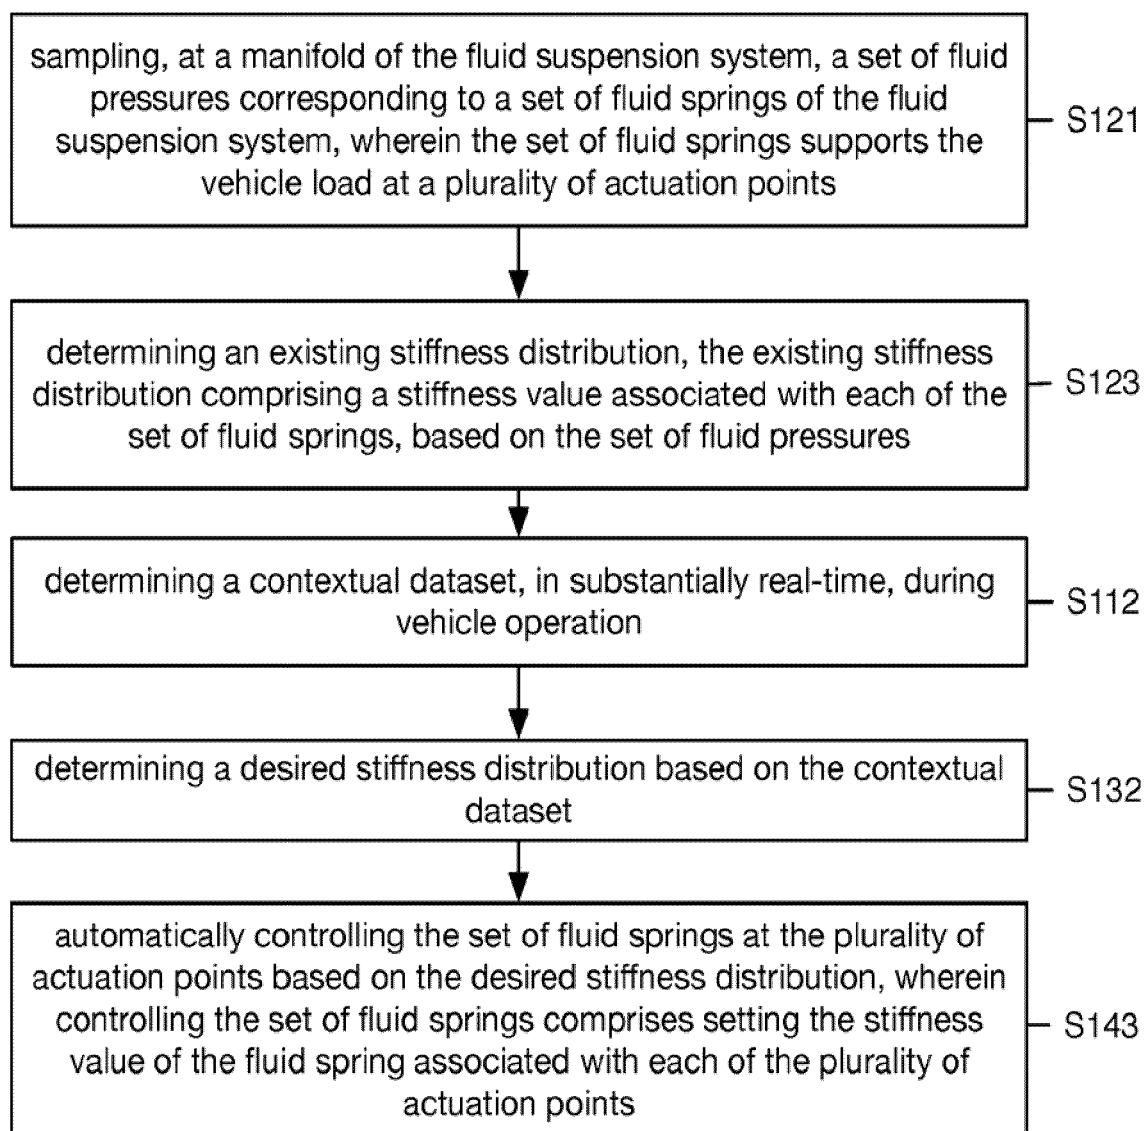 sampling, at a manifold of the fluid suspension system, a set of fluid
pressures corresponding to a set of fluid springs of the fluid
suspension system, wherein the set of fluid springs supports the
vehicle load at a plurality of actuation points
S121
determining an existing stiffness distribution, the existing stiffness
distribution comprising a stiffness value associated with each of the
set of fluid springs, based on the set of fluid pressures
S123
determining a contextual dataset, in substantially real-time, during
vehicle operation
S112
determining a desired stiffness distribution based on the contextual
dataset
S132
automatically controlling the set of fluid springs at the plurality of
actuation points based on the desired stiffness distribution, wherein
controlling the set of fluid springs comprises setting the stiffness
value of the fluid spring associated with each of the plurality of
actuation points
S143